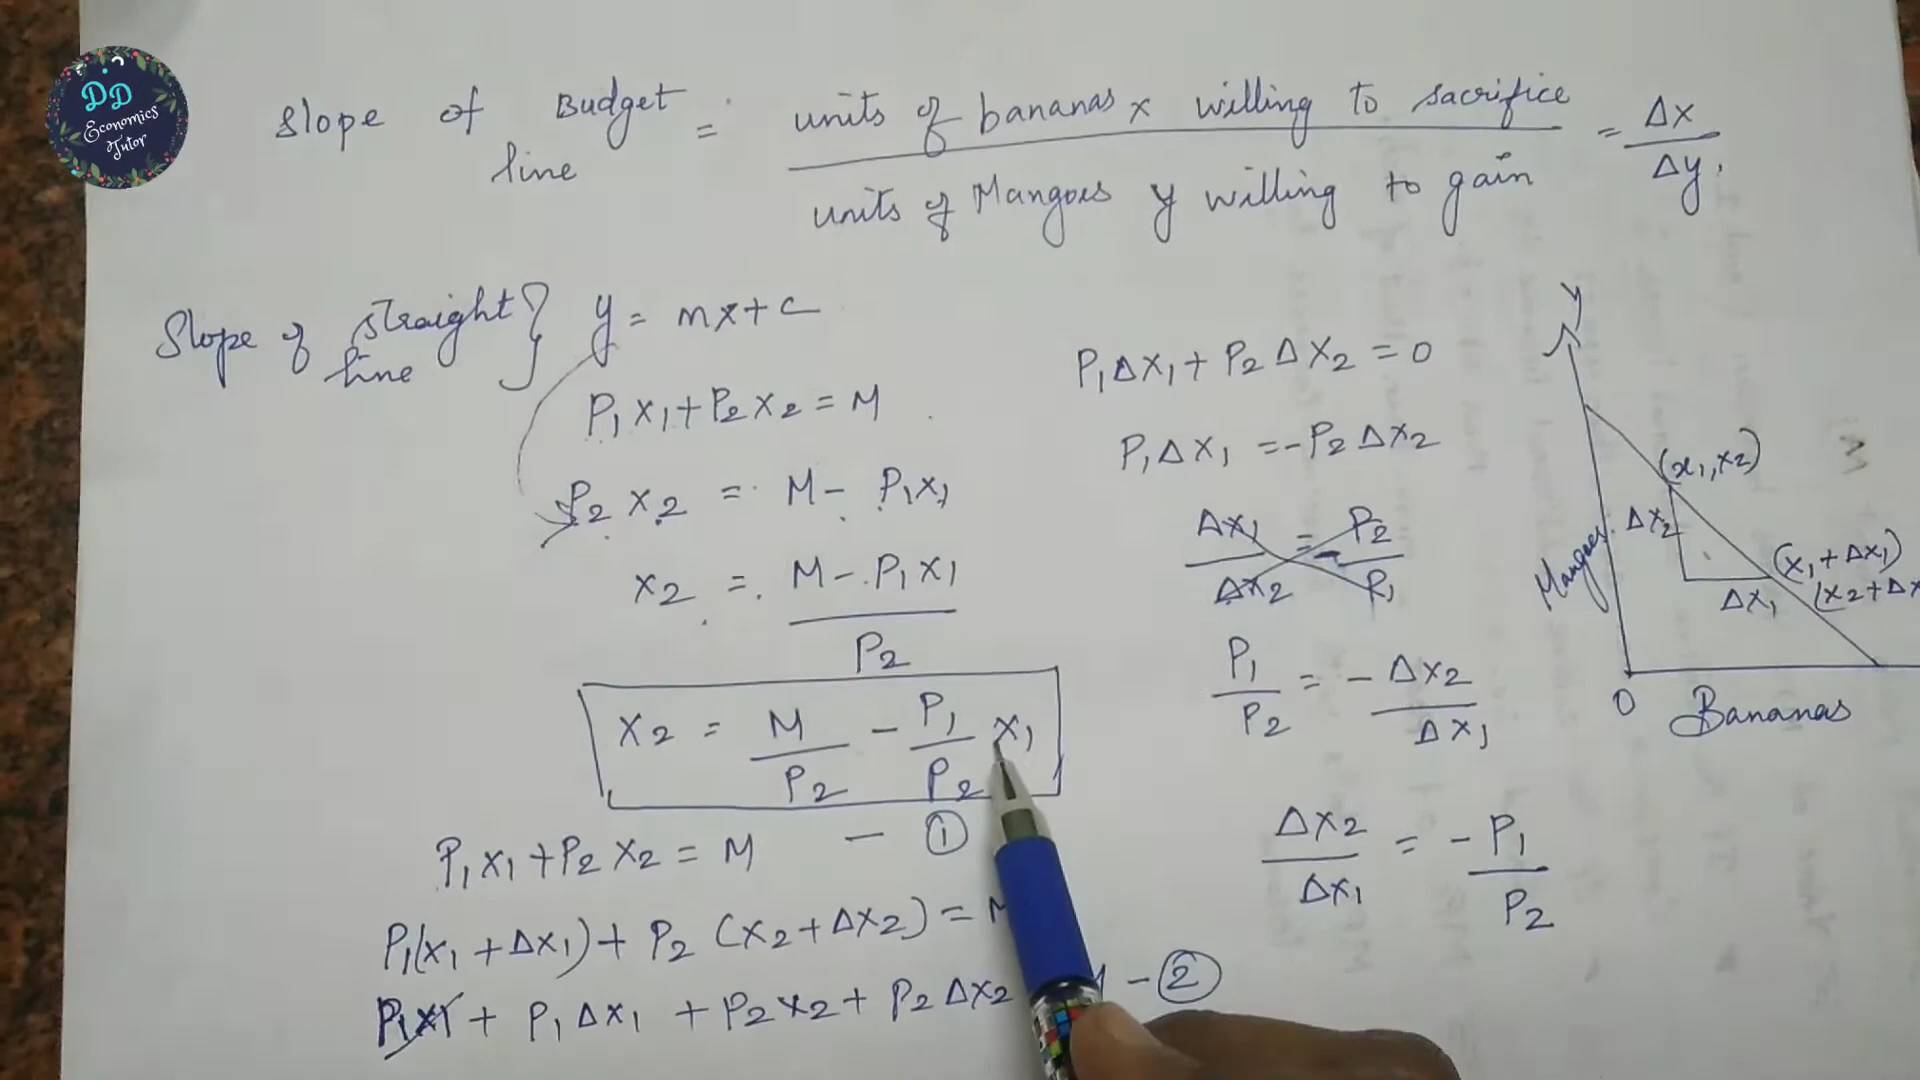 DD
Economics
Tutor
Slope of Budget line = units of bananas x willing to sacrifice / units of Mangoes y willing to gain = Δx / Δy.
Slope of straight line } y = mx + c
P₁x₁ + P₂x₂ = M
P₂x₂ = M - P₁x₁
x₂ = M - P₁x₁ / P₂
x₂ = M / P₂ - P₁ / P₂ x₁
P₁x₁ + P₂x₂ = M — ①
P₁(x₁ + Δx₁) + P₂ (x₂ + Δx₂) =
P₁x₁ + P₁Δx₁ + P₂x₂ + P₂Δx₂ - ②
P₁Δx₁ + P₂Δx₂ = 0
P₁Δx₁ = -P₂Δx₂
Δx₁ / Δx₂ = - P₂ / P₁
P₁ / P₂ = - Δx₂ / Δx₁
Δx₂ / Δx₁ = - P₁ / P₂
y
(x₁, x₂)
Δx₂
Mangoes
(x₁ + Δx₁)
(x₂ + Δx
Δx₁
0
Bananas